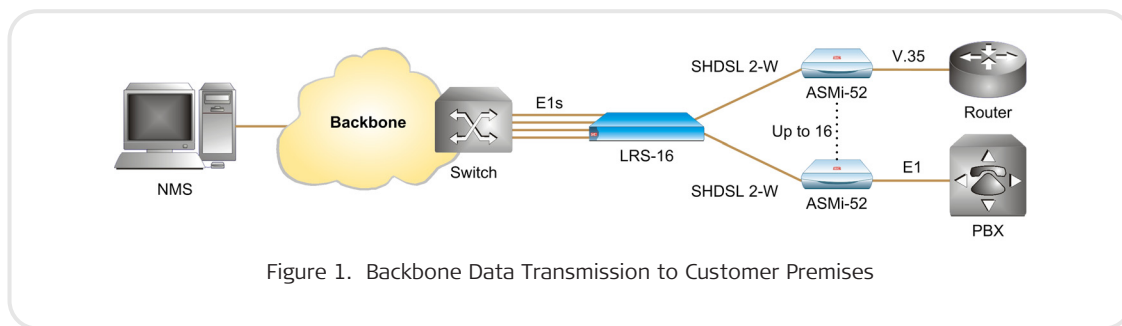 NMS
Backbone
Switch
E1s
LRS-16
SHDSL 2-W
SHDSL 2-W
ASMi-52
Up to 16
ASMi-52
V.35
Router
E1
PBX
Figure 1. Backbone Data Transmission to Customer Premises